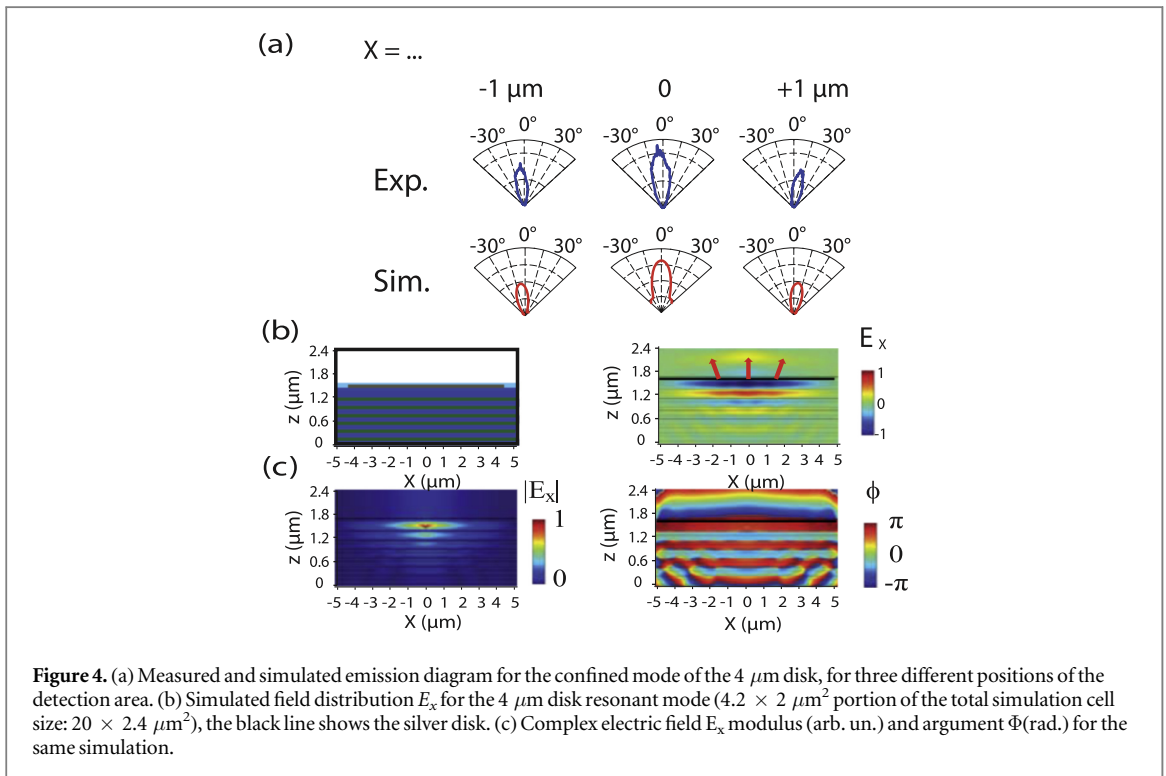 (a)
X = ...
-1 µm 0 +1 µm
-30° 0° 30° -30° 0° 30° -30° 0° 30°
Exp.
-30° 0° 30° -30° 0° 30° -30° 0° 30°
Sim.
(b)
2.4 1.8 1.2 0.6 0
z (µm)
-5 -4 -3 -2 -1 0 1 2 3 4 5
X (µm)
2.4 1.8 1.2 0.6 0
z (µm)
-5 -4 -3 -2 -1 0 1 2 3 4 5
X (µm)
E x
1
0
-1
(c)
2.4 1.8 1.2 0.6 0
z (µm)
-5 -4 -3 -2 -1 0 1 2 3 4 5
X (µm)
|Ex|
1
0
2.4 1.8 1.2 0.6 0
z (µm)
-5 -4 -3 -2 -1 0 1 2 3 4 5
X (µm)
ϕ
π
0
-π
Figure 4. (a) Measured and simulated emission diagram for the confined mode of the 4 µm disk, for three different positions of the
detection area. (b) Simulated field distribution Ex for the 4 µm disk resonant mode (4.2 × 2 µm² portion of the total simulation cell
size: 20 × 2.4 µm²), the black line shows the silver disk. (c) Complex electric field Ex modulus (arb. un.) and argument Φ(rad.) for the
same simulation.